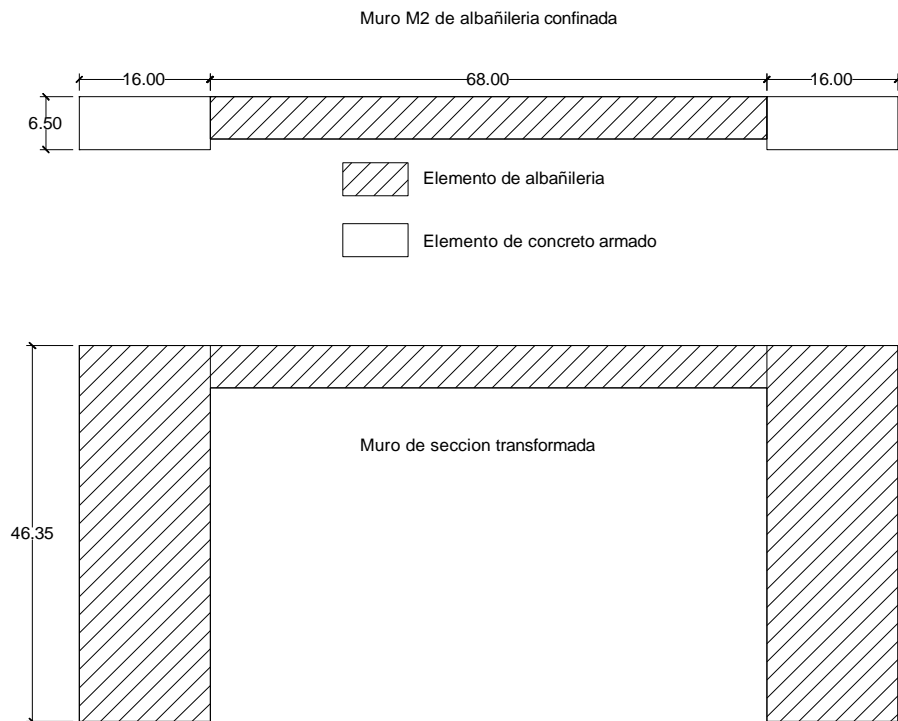 Muro M2 de albañileria confinada
16.00 68.00 16.00
6.50
Elemento de albañileria
Elemento de concreto armado
Muro de seccion transformada
46.35